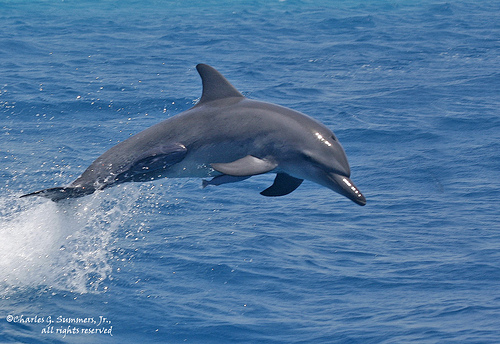 ©Charles G. Summers, Jr.,
all rights reserved